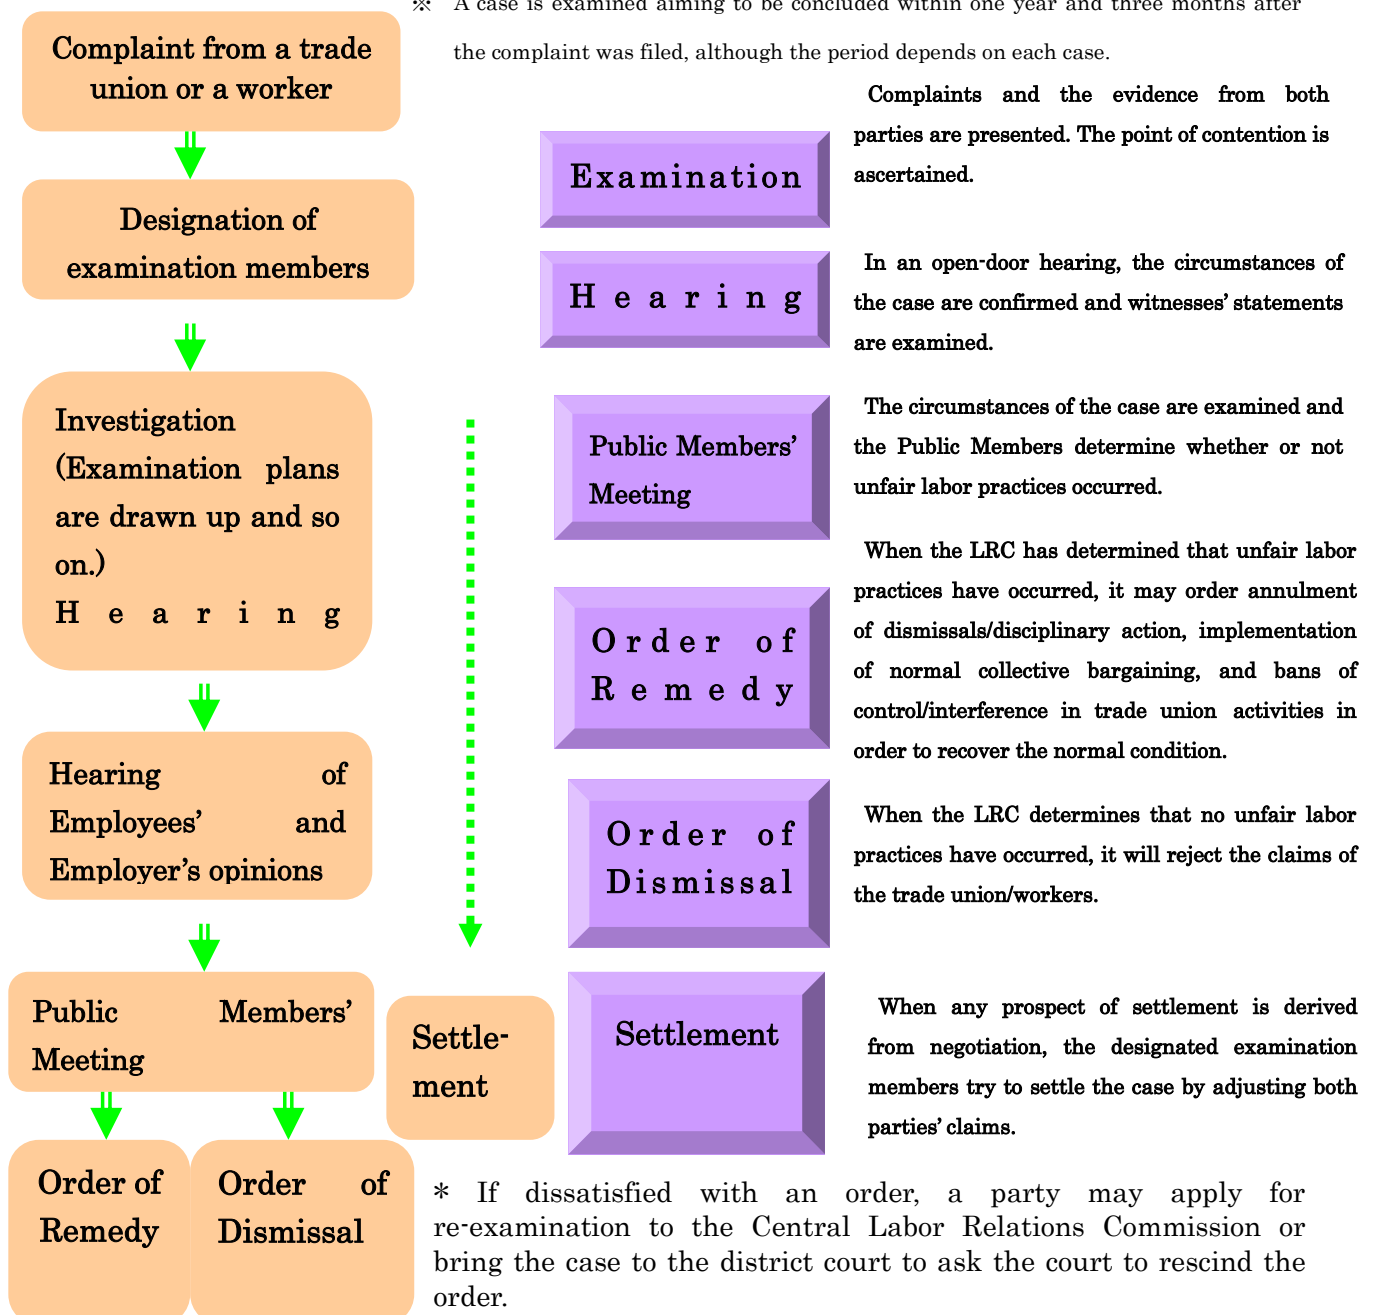 ※ A case is examined aiming to be concluded within one year and three months after
the complaint was filed, although the period depends on each case.
Complaint from a trade
union or a worker
Designation of
examination members
Investigation
(Examination plans
are drawn up and so
on.)
Hearing
Hearing of
Employees’ and
Employer’s opinions
Public Members’
Meeting
Order of
Remedy
Order of
Dismissal
Settle-
ment
Examination
Complaints and the evidence from both
parties are presented. The point of contention is
ascertained.
Hearing
In an open-door hearing, the circumstances of
the case are confirmed and witnesses’ statements
are examined.
Public Members’
Meeting
The circumstances of the case are examined and
the Public Members determine whether or not
unfair labor practices occurred.
Order of
Remedy
When the LRC has determined that unfair labor
practices have occurred, it may order annulment
of dismissals/disciplinary action, implementation
of normal collective bargaining, and bans of
control/interference in trade union activities in
order to recover the normal condition.
Order of
Dismissal
When the LRC determines that no unfair labor
practices have occurred, it will reject the claims of
the trade union/workers.
Settlement
When any prospect of settlement is derived
from negotiation, the designated examination
members try to settle the case by adjusting both
parties’ claims.
* If dissatisfied with an order, a party may apply for
re-examination to the Central Labor Relations Commission or
bring the case to the district court to ask the court to rescind the
order.